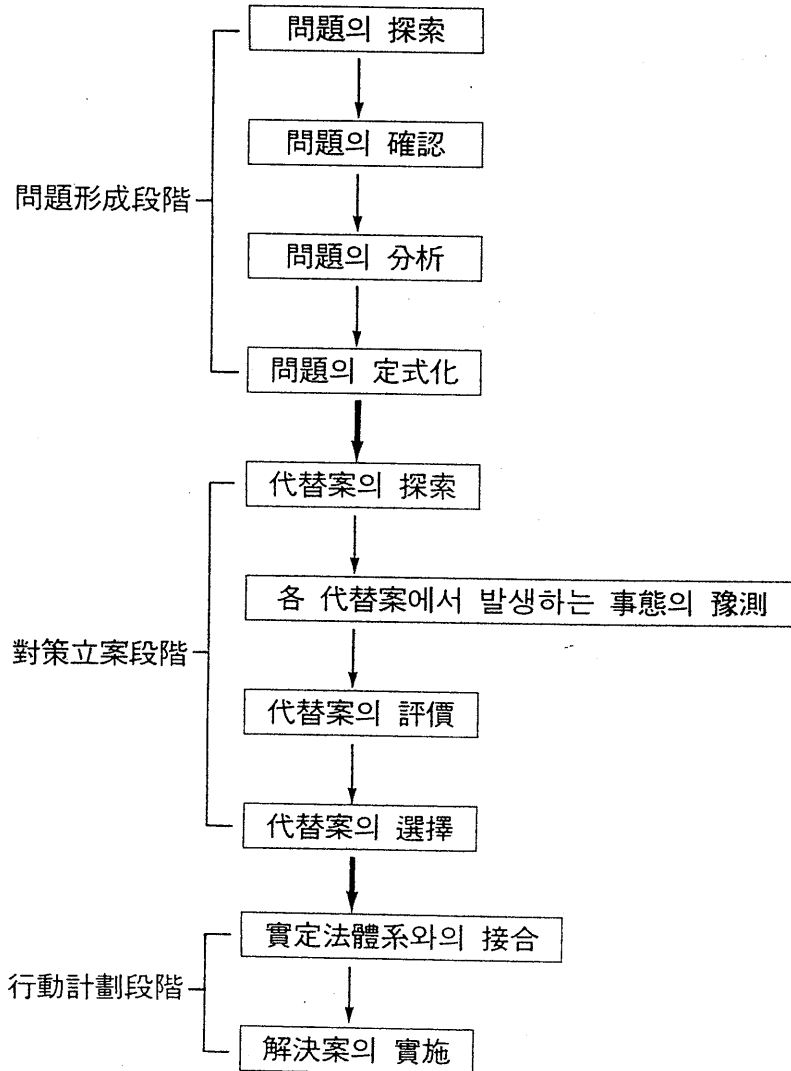 問題의 探索
問題의 確認
問題形成段階
問題의 分析
問題의 定式化
代替案의 探索
各 代替案에서 발생하는 事態의 豫測
對策立案段階
代替案의 評價
代替案의 選擇
實定法體系와의 接合
行動計劃段階
解決案의 實施